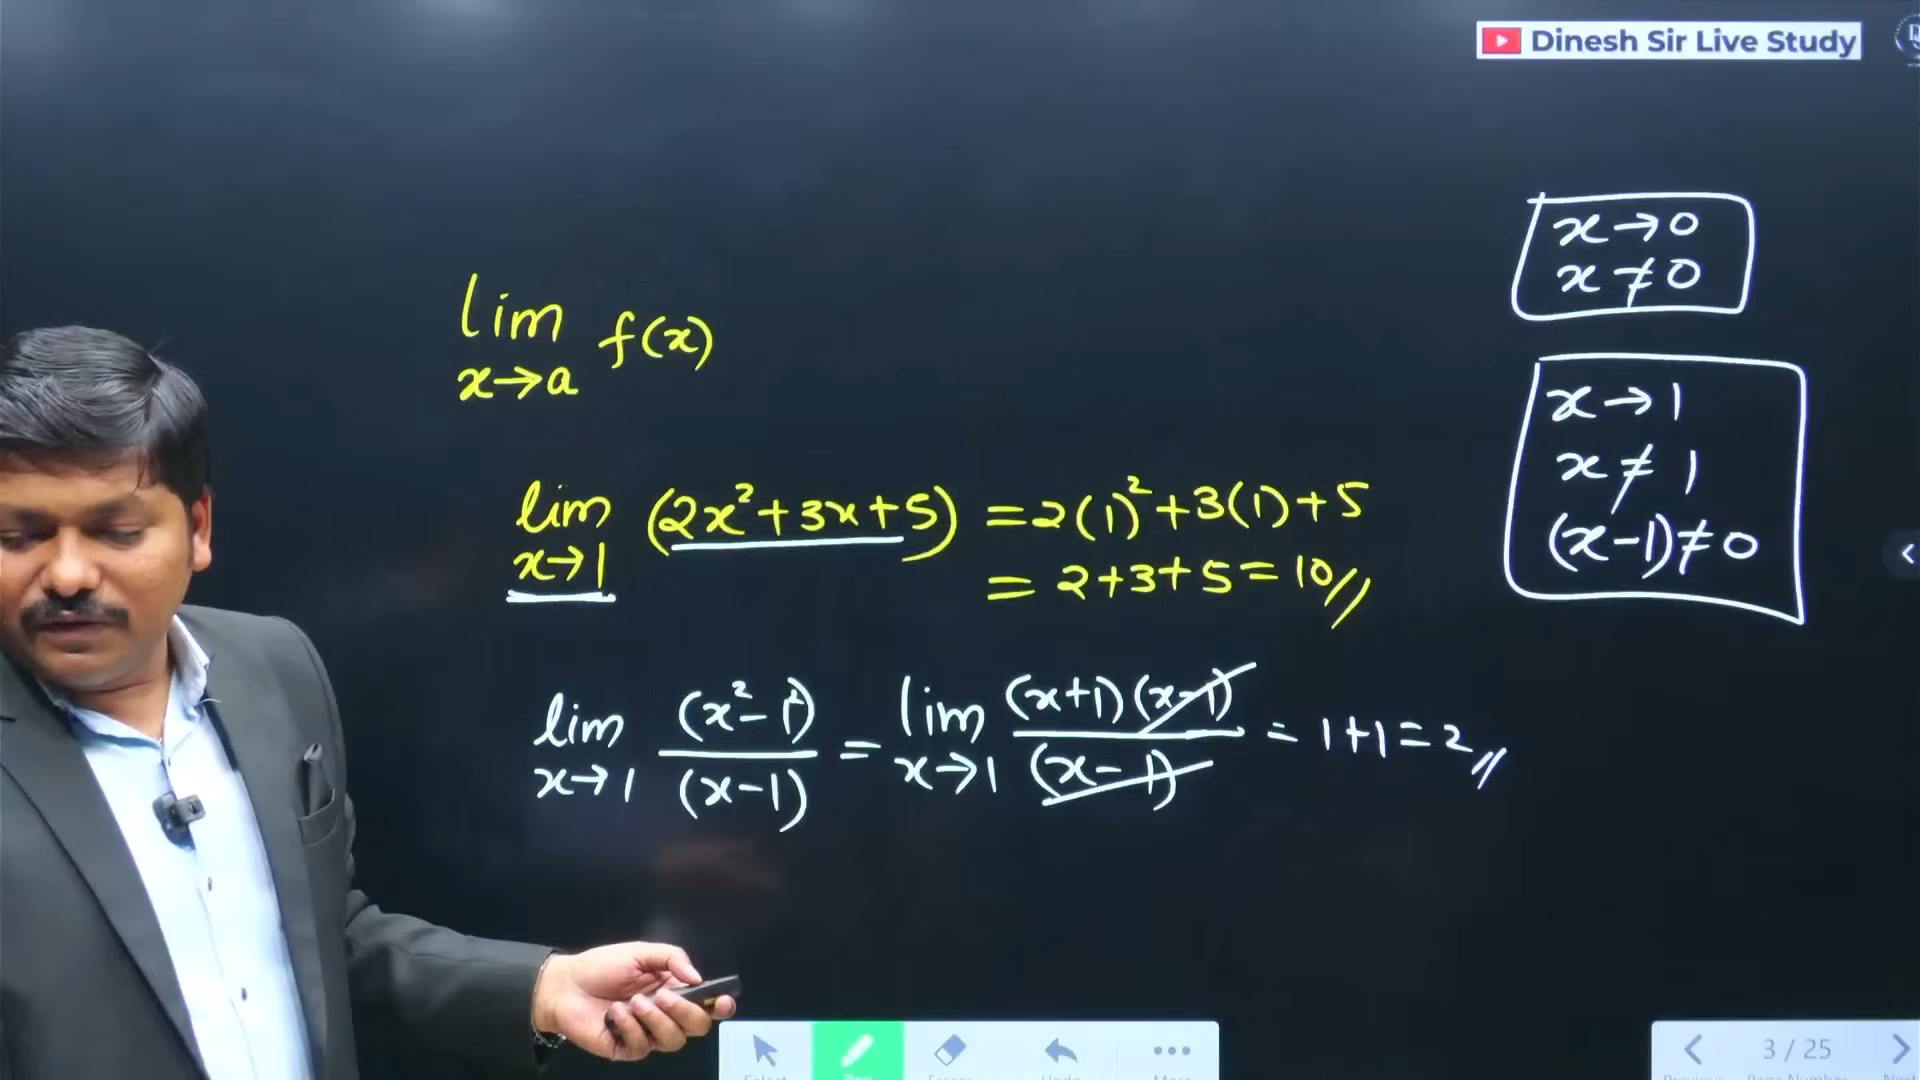 Dinesh Sir Live Study
x→0
x≠0
lim f(x)
x→a
x→1
x≠1
(x-1)≠0
lim (2x²+3x+5) = 2(1)²+3(1)+5
x→1
= 2+3+5=10//
lim (x²-1²)/(x-1) = lim (x+1)(x-1)/(x-1) = 1+1=2//
x→1 x→1
3 / 25